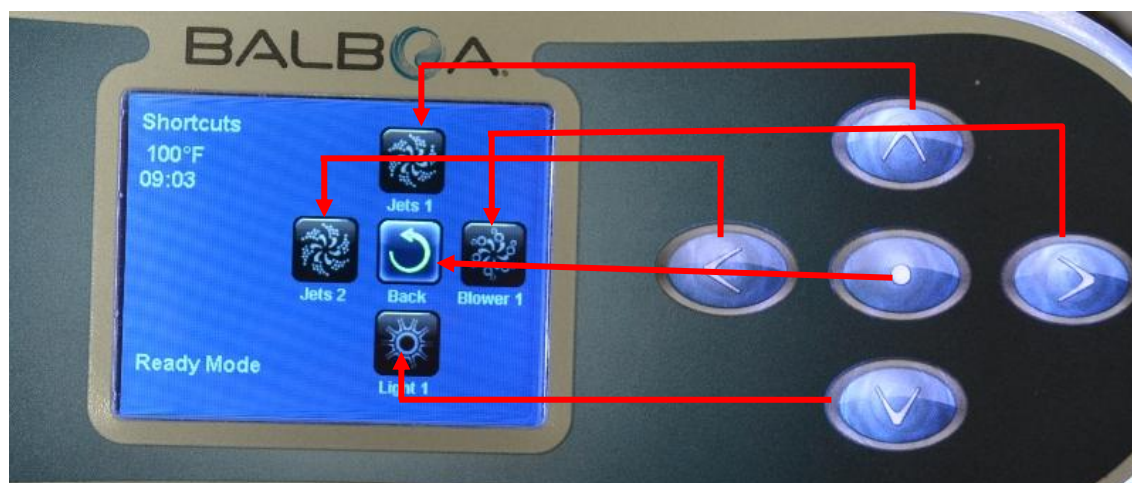 BALBOA
Shortcuts
100°F
09:03
Jets 1
Jets 2
Back
Blower 1
Light 1
Ready Mode